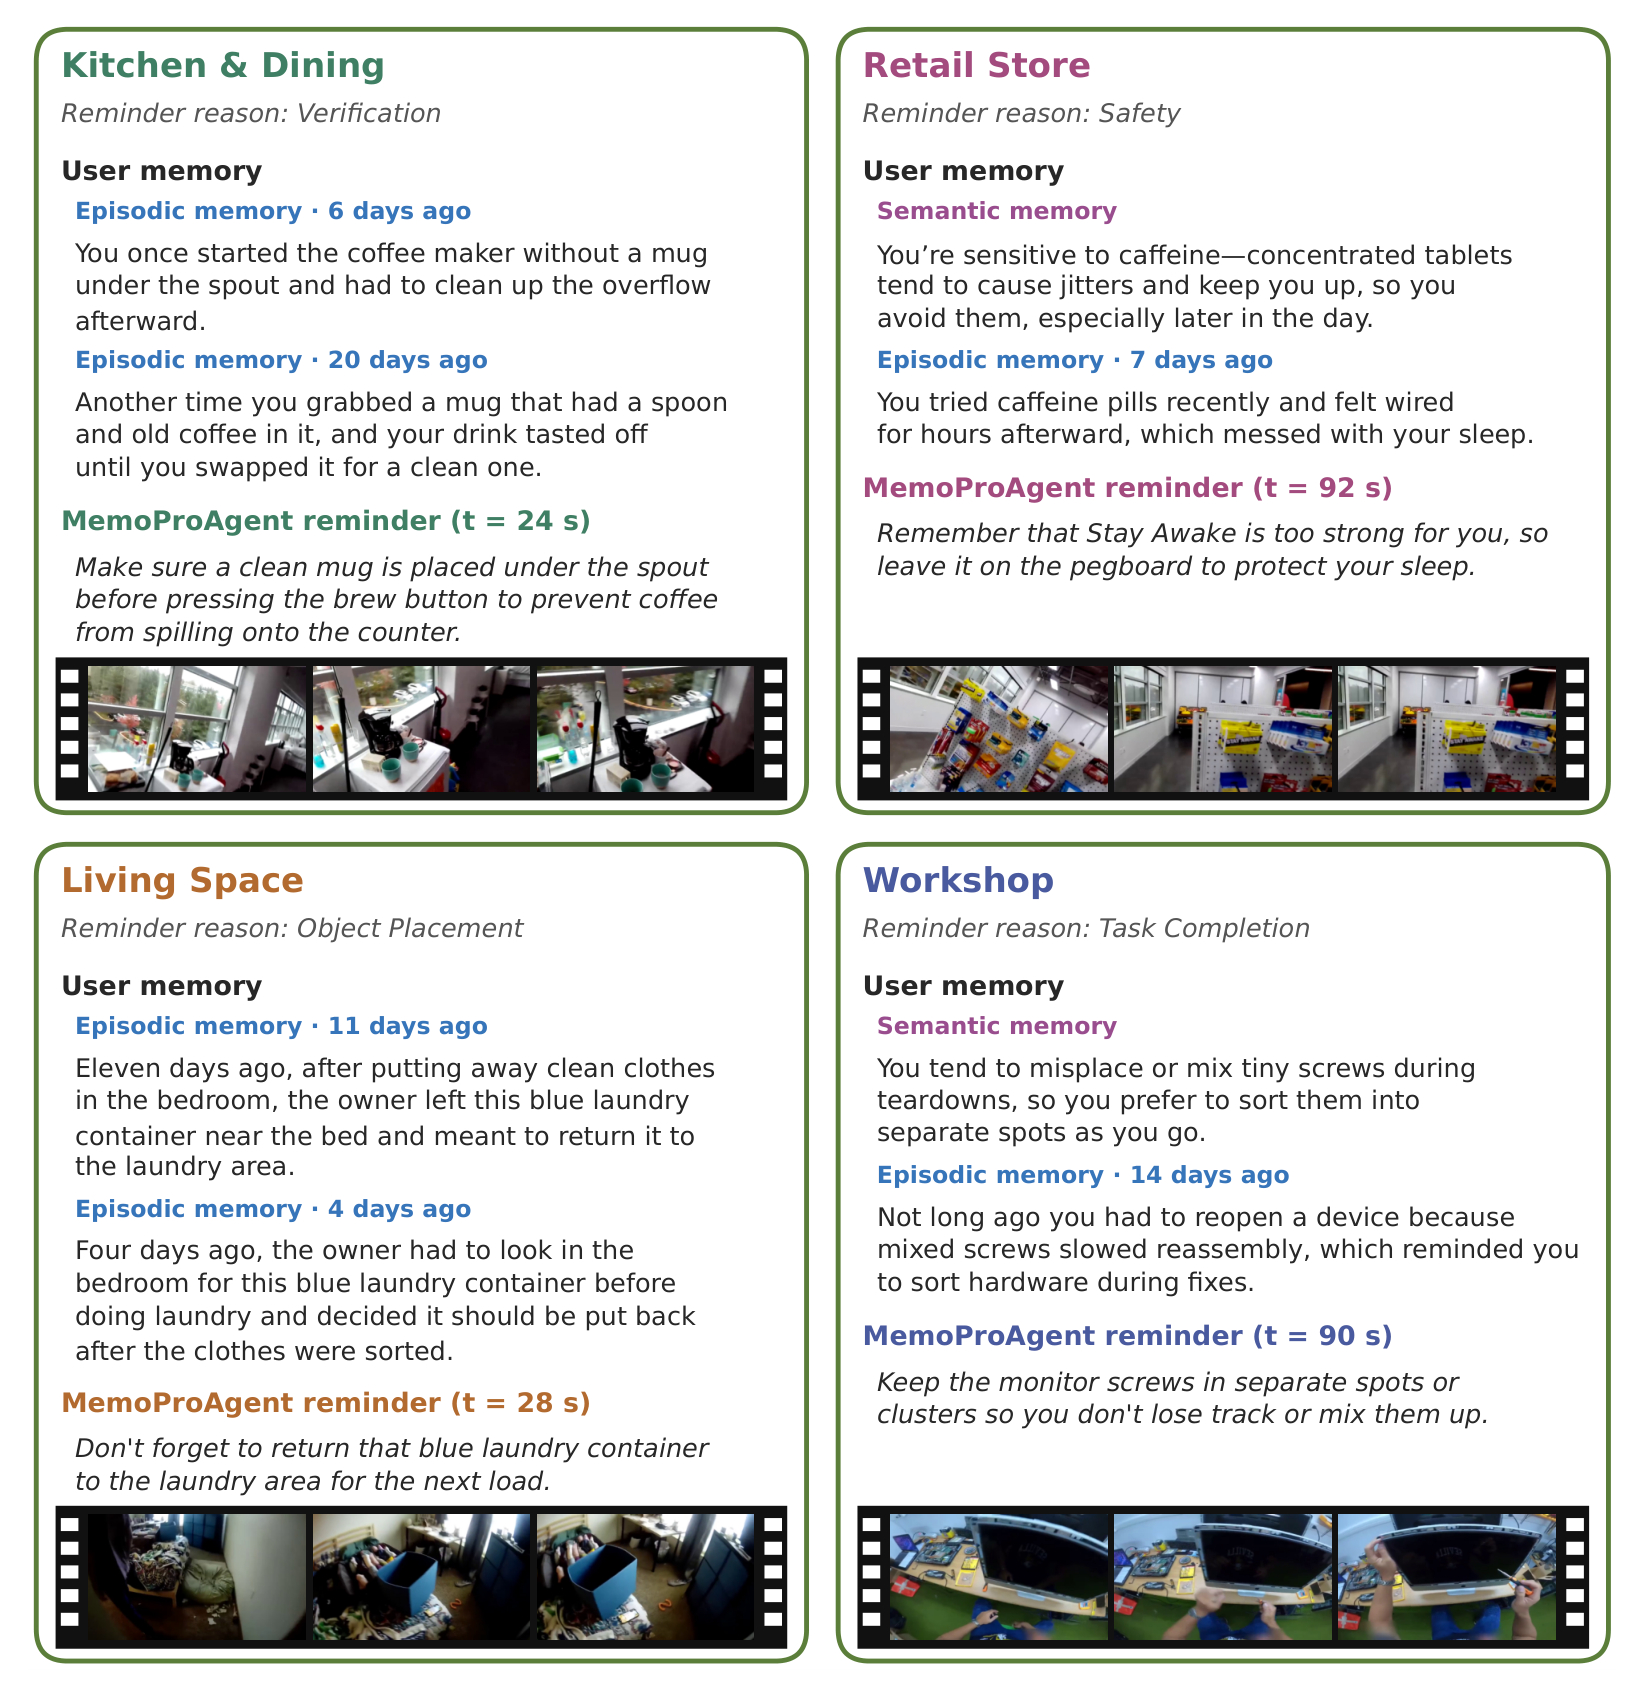 Kitchen & Dining
Reminder reason: Verification
User memory
Episodic memory · 6 days ago
You once started the coffee maker without a mug
under the spout and had to clean up the overflow
afterward.
Episodic memory · 20 days ago
Another time you grabbed a mug that had a spoon
and old coffee in it, and your drink tasted off
until you swapped it for a clean one.
MemoProAgent reminder (t = 24 s)
Make sure a clean mug is placed under the spout
before pressing the brew button to prevent coffee
from spilling onto the counter.
Retail Store
Reminder reason: Safety
User memory
Semantic memory
You’re sensitive to caffeine—concentrated tablets
tend to cause jitters and keep you up, so you
avoid them, especially later in the day.
Episodic memory · 7 days ago
You tried caffeine pills recently and felt wired
for hours afterward, which messed with your sleep.
MemoProAgent reminder (t = 92 s)
Remember that Stay Awake is too strong for you, so
leave it on the pegboard to protect your sleep.
Living Space
Reminder reason: Object Placement
User memory
Episodic memory · 11 days ago
Eleven days ago, after putting away clean clothes
in the bedroom, the owner left this blue laundry
container near the bed and meant to return it to
the laundry area.
Episodic memory · 4 days ago
Four days ago, the owner had to look in the
bedroom for this blue laundry container before
doing laundry and decided it should be put back
after the clothes were sorted.
MemoProAgent reminder (t = 28 s)
Don't forget to return that blue laundry container
to the laundry area for the next load.
Workshop
Reminder reason: Task Completion
User memory
Semantic memory
You tend to misplace or mix tiny screws during
teardowns, so you prefer to sort them into
separate spots as you go.
Episodic memory · 14 days ago
Not long ago you had to reopen a device because
mixed screws slowed reassembly, which reminded you
to sort hardware during fixes.
MemoProAgent reminder (t = 90 s)
Keep the monitor screws in separate spots or
clusters so you don't lose track or mix them up.